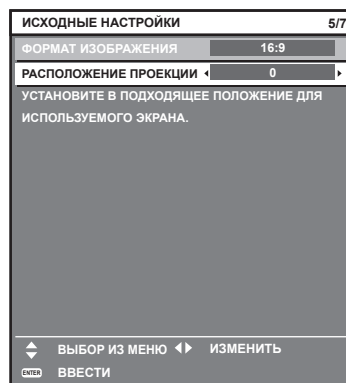 ИСХОДНЫЕ НАСТРОЙКИ 5/7
ФОРМАТ ИЗОБРАЖЕНИЯ 16:9
РАСПОЛОЖЕНИЕ ПРОЕКЦИИ 0
УСТАНОВИТЕ В ПОДХОДЯЩЕЕ ПОЛОЖЕНИЕ ДЛЯ
ИСПОЛЬЗУЕМОГО ЭКРАНА.
ВЫБОР ИЗ МЕНЮ ИЗМЕНИТЬ
ENTER ВВЕСТИ